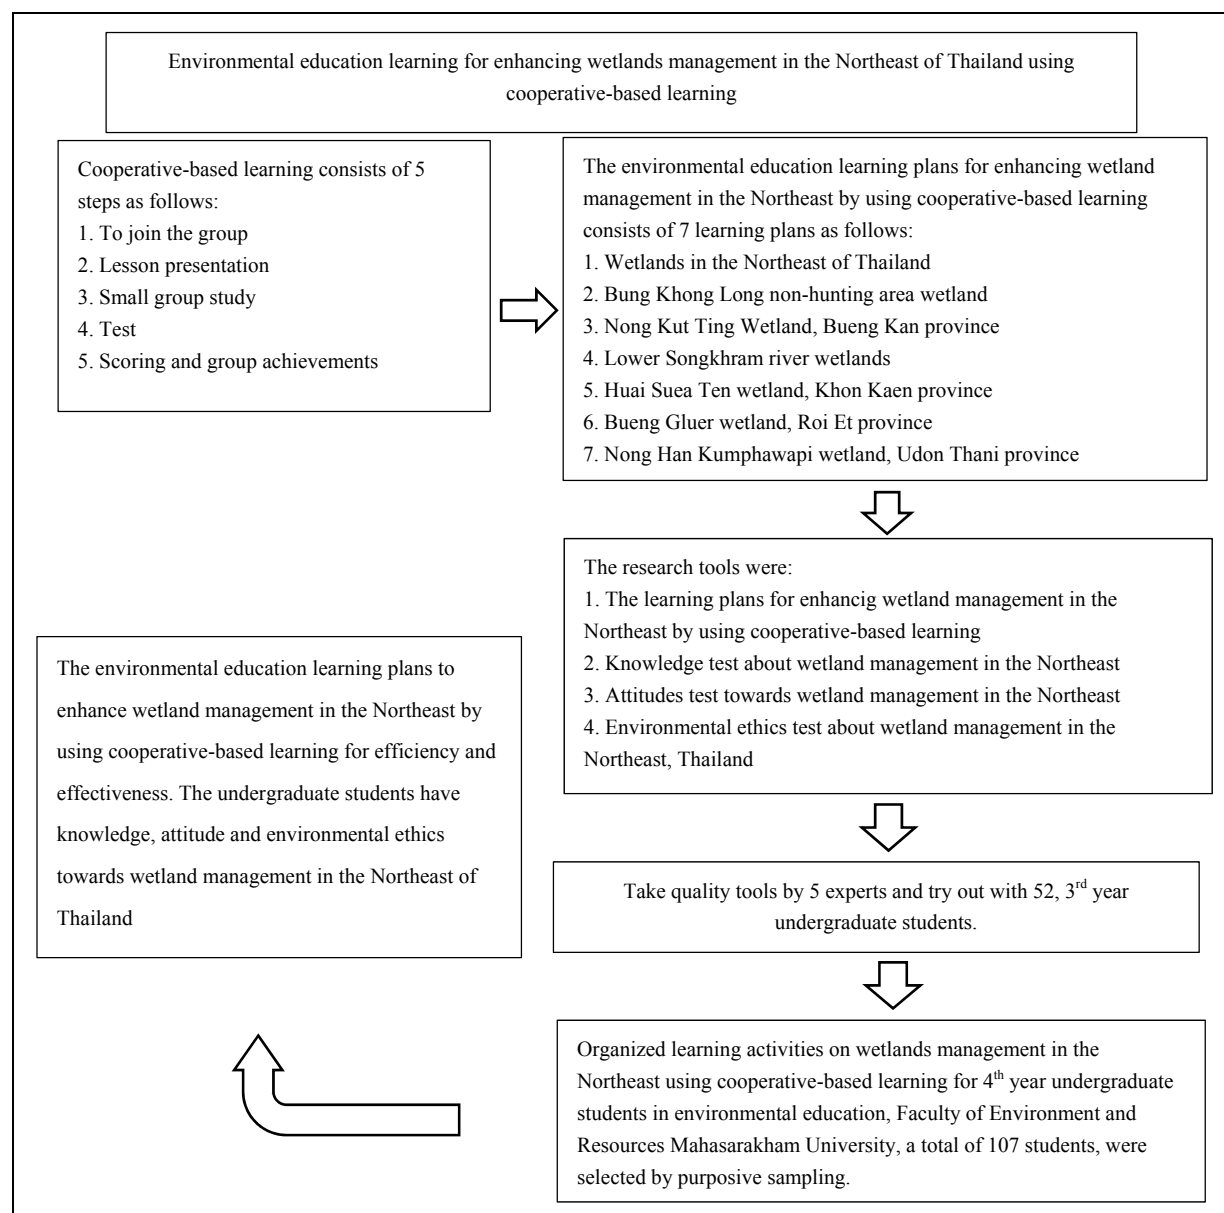 Environmental education learning for enhancing wetlands management in the Northeast of Thailand using
cooperative-based learning
Cooperative-based learning consists of 5
steps as follows:
1. To join the group
2. Lesson presentation
3. Small group study
4. Test
5. Scoring and group achievements
The environmental education learning plans for enhancing wetland
management in the Northeast by using cooperative-based learning
consists of 7 learning plans as follows:
1. Wetlands in the Northeast of Thailand
2. Bung Khong Long non-hunting area wetland
3. Nong Kut Ting Wetland, Bueng Kan province
4. Lower Songkhram river wetlands
5. Huai Suea Ten wetland, Khon Kaen province
6. Bueng Gluer wetland, Roi Et province
7. Nong Han Kumphawapi wetland, Udon Thani province
The research tools were:
1. The learning plans for enhancig wetland management in the
Northeast by using cooperative-based learning
2. Knowledge test about wetland management in the Northeast
3. Attitudes test towards wetland management in the Northeast
4. Environmental ethics test about wetland management in the
Northeast, Thailand
Take quality tools by 5 experts and try out with 52, 3rd year
undergraduate students.
Organized learning activities on wetlands management in the
Northeast using cooperative-based learning for 4th year undergraduate
students in environmental education, Faculty of Environment and
Resources Mahasarakham University, a total of 107 students, were
selected by purposive sampling.
The environmental education learning plans to
enhance wetland management in the Northeast by
using cooperative-based learning for efficiency and
effectiveness. The undergraduate students have
knowledge, attitude and environmental ethics
towards wetland management in the Northeast of
Thailand